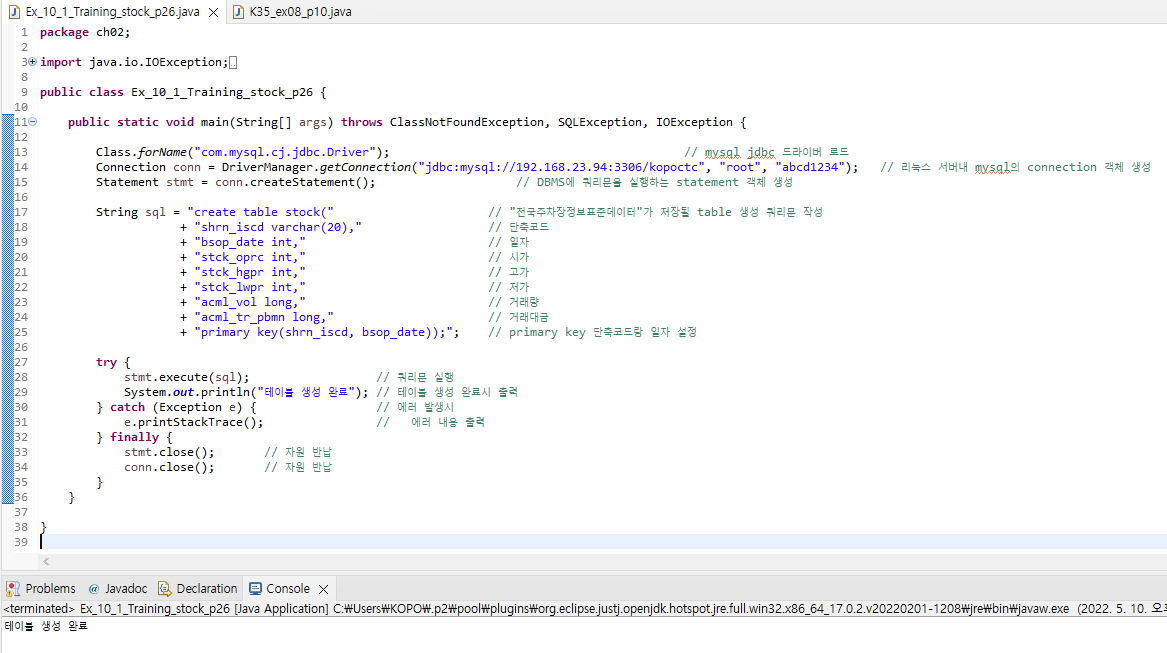 Ex_10_1_Training_stock_p26.java
K35_ex08_p10.java
1 package ch02;
2
3 import java.io.IOException;
8
9 public class Ex_10_1_Training_stock_p26 {
10
11 public static void main(String[] args) throws ClassNotFoundException, SQLException, IOException {
12
13 Class.forName("com.mysql.cj.jdbc.Driver"); // mysql jdbc 드라이버 로드
14 Connection conn = DriverManager.getConnection("jdbc:mysql://192.168.23.94:3306/kopoctc", "root", "abcd1234"); // 리눅스 서버내 mysql의 connection 객체 생성
15 Statement stmt = conn.createStatement(); // DBMS에 쿼리문을 실행하는 statement 객체 생성
16
17 String sql = "create table stock(" // "전국주차장정보표준데이터"가 저장될 table 생성 쿼리문 작성
18 + "shrn_iscd varchar(20)," // 단축코드
19 + "bsop_date int," // 일자
20 + "stck_oprc int," // 시가
21 + "stck_hgpr int," // 고가
22 + "stck_lwpr int," // 저가
23 + "acml_vol long," // 거래량
24 + "acml_tr_pbmn long," // 거래대금
25 + "primary key(shrn_iscd, bsop_date));"; // primary key 단축코드랑 일자 설정
26
27 try {
28 stmt.execute(sql); // 쿼리문 실행
29 System.out.println("테이블 생성 완료"); // 테이블 생성 완료시 출력
30 } catch (Exception e) { // 에러 발생시
31 e.printStackTrace(); // 에러 내용 출력
32 } finally {
33 stmt.close(); // 자원 반납
34 conn.close(); // 자원 반납
35 }
36 }
37
38 }
39
Problems @ Javadoc Declaration Console
<terminated> Ex_10_1_Training_stock_p26 [Java Application] C:₩Users₩KOPO₩.p2₩pool₩plugins₩org.eclipse.justj.openjdk.hotspot.jre.full.win32.x86_64_17.0.2.v20220201-1208₩jre₩bin₩javaw.exe (2022. 5. 10. 오
테이블 생성 완료